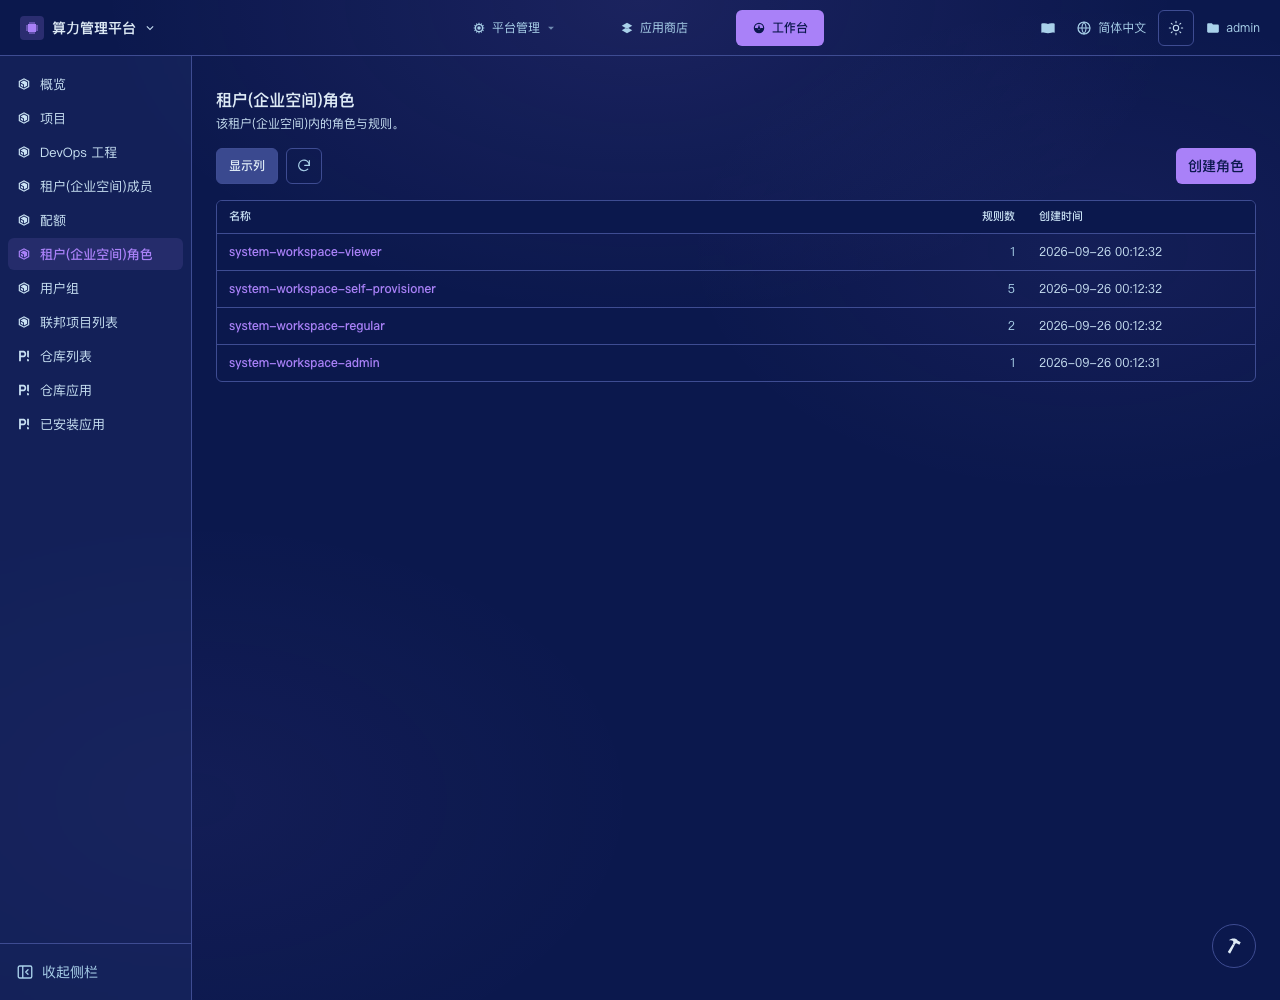 算力管理平台
平台管理
应用商店
工作台
简体中文
admin
概览
项目
DevOps 工程
租户(企业空间)成员
配额
租户(企业空间)角色
用户组
联邦项目列表
P! 仓库列表
P! 仓库应用
P! 已安装应用
收起侧栏
租户(企业空间)角色
该租户(企业空间)内的角色与规则。
显示列
创建角色
名称 规则数 创建时间
system-workspace-viewer 1 2026-09-26 00:12:32
system-workspace-self-provisioner 5 2026-09-26 00:12:32
system-workspace-regular 2 2026-09-26 00:12:32
system-workspace-admin 1 2026-09-26 00:12:31